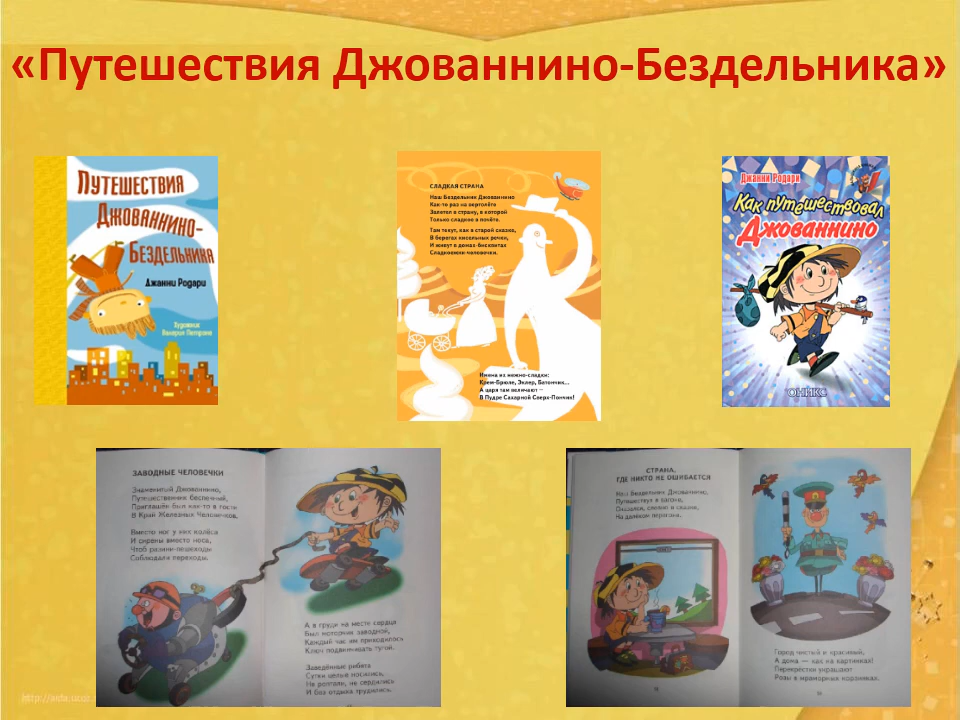 «Путешествия Джованнино-Бездельника»
Путешествия
Джованнино-
Бездельника
Джанни Родари
Художник
Валерия Петроне
СЛАДКАЯ СТРАНА
Наш Бездельник Джованнино
Как-то раз на вертолёте
Залетел в страну, в которой
Только сладкое в почёте.
Там текут, как в старой сказке,
В берегах кисельных речки,
И живут в домах-бисквитах
Сладкоежки-человечки.
Имена их нежно-сладки:
Крем-Брюле, Эклер, Батончик...
А царя там величают –
В Пудре Сахарной Сверх-Пончик!
Джанни Родари
Как путешествовал
Джованнино
ОНИКС
ЗАВОДНЫЕ ЧЕЛОВЕЧКИ
Знаменитый Джованнино,
Путешественник беспечный,
Приглашён был как-то в гости
В Край Железных Человечков.
Вместо ног у них колёса
И сирены вместо носа,
Чтоб разини-пешеходы
Соблюдали переходы.
А в груди на месте сердца
Был моторчик заводной,
Каждый час им приходилось
Ключ подкручивать тугой.
Заведённые ребята
Сутки целые носились,
Не роптали, не сердились
И без отдыха трудились.
СТРАНА,
ГДЕ НИКТО НЕ ОШИБАЕТСЯ
Наш Бездельник Джованнино,
Путешествуя в вагоне,
Оказался, словно в сказке,
На далёком перегоне.
Город чистый и красивый,
А дома — как на картинках!
Перекрёстки украшают
Розы в мраморных корзинках.